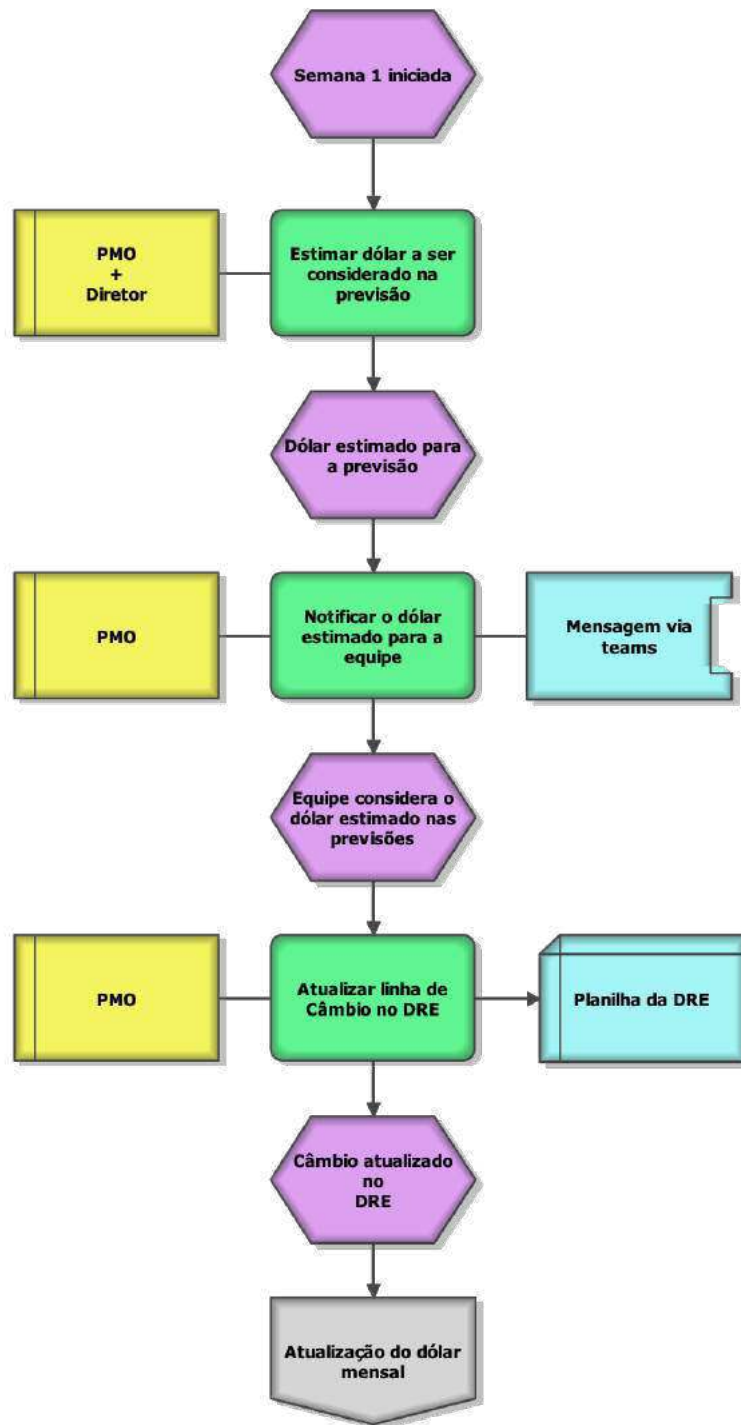 Semana 1 iniciada
PMO
+
Diretor
Estimar dólar a ser
considerado na
previsão
Dólar estimado para
a previsão
PMO
Notificar o dólar
estimado para a
equipe
Mensagem via
teams
Equipe considera o
dólar estimado nas
previsões
PMO
Atualizar linha de
Câmbio no DRE
Planilha da DRE
Câmbio atualizado
no
DRE
Atualização do dólar
mensal